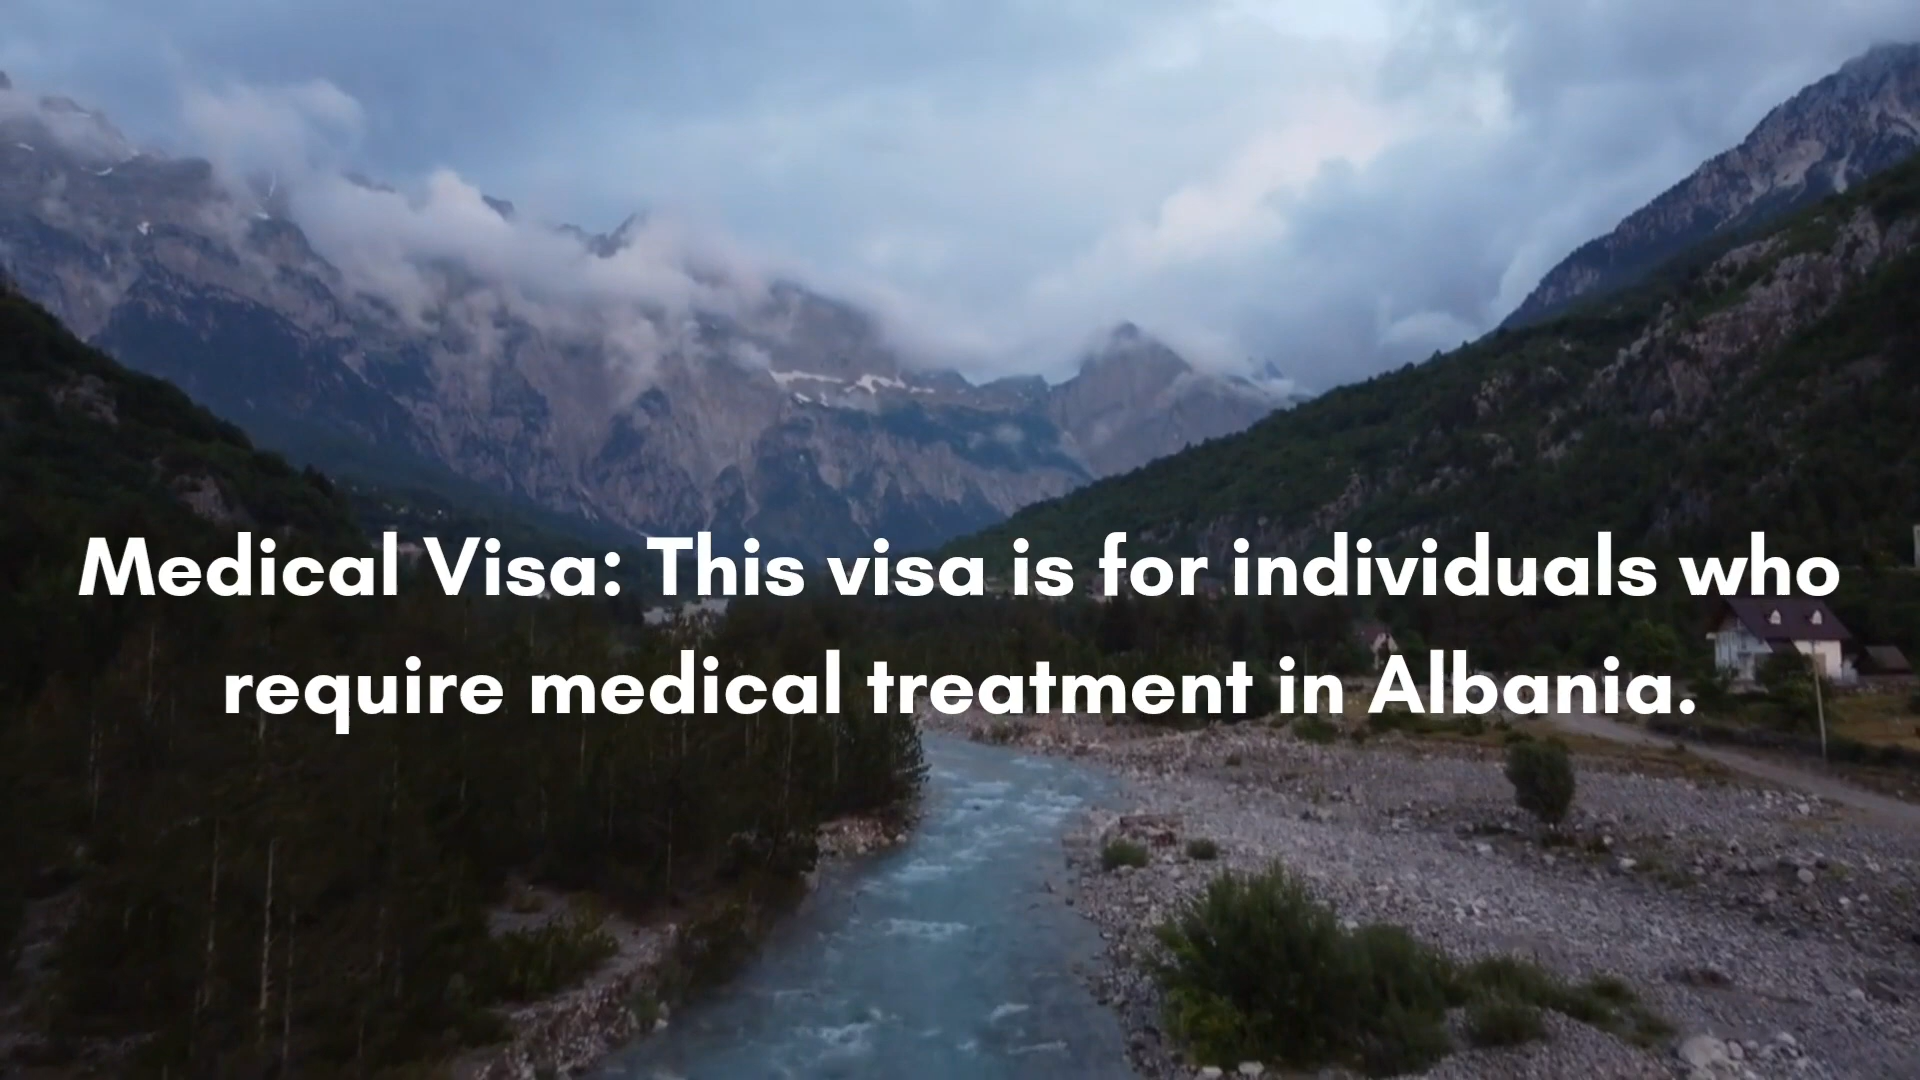 Medical Visa: This visa is for individuals who
require medical treatment in Albania.